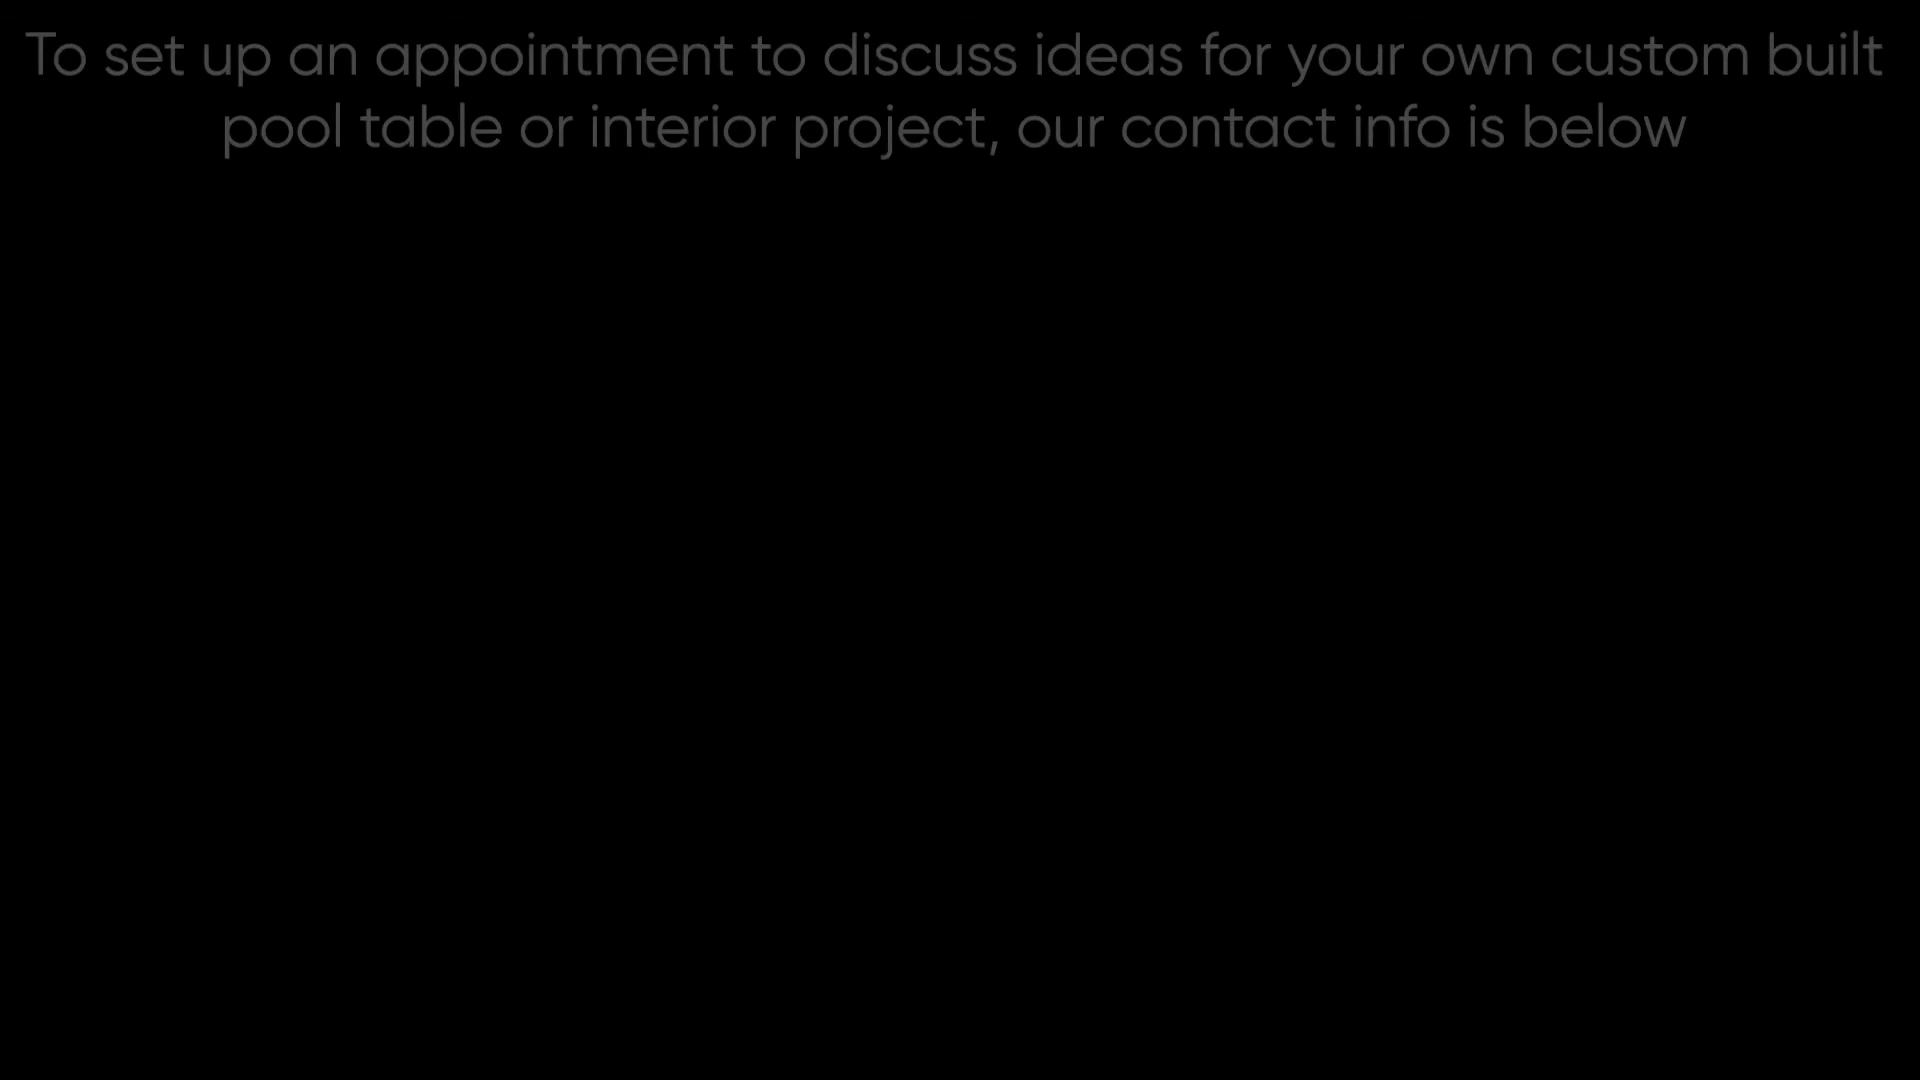 To set up an appointment to discuss ideas for your own custom built
pool table or interior project, our contact info is below